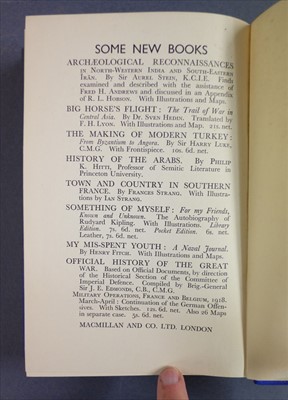 SOME NEW BOOKS
ARCHÆOLOGICAL RECONNAISSANCES
IN NORTH-WESTERN INDIA AND SOUTH-EASTERN
ĪRĀN. By SIR AUREL STEIN, K.C.I.E. Finds
examined and described with the assistance of
FRED H. ANDREWS and discussed in an Appendix
of R. L. HOBSON. With Illustrations and Maps.
BIG HORSE'S FLIGHT: The Trail of War in
Central Asia. By DR. SVEN HEDIN. Translated by
F. H. LYON. With Illustrations and Map. 21s. net.
THE MAKING OF MODERN TURKEY:
From Byzantium to Angora. By SIR HARRY LUKE,
C.M.G. With Frontispiece. 10s. 6d. net.
HISTORY OF THE ARABS. By PHILIP
K. HITTI, Professor of Semitic Literature in
Princeton University.
TOWN AND COUNTRY IN SOUTHERN
FRANCE. By FRANCES STRANG. With Illustrations
by IAN STRANG.
SOMETHING OF MYSELF: For my Friends,
Known and Unknown. The Autobiography of
Rudyard Kipling. With Illustrations. Library
Edition. 7s. 6d. net. Pocket Edition. 6s. net.
Leather, 7s. 6d. net.
MY MIS-SPENT YOUTH: A Naval Journal.
By HENRY FITCH. With Illustrations and Maps.
OFFICIAL HISTORY OF THE GREAT
WAR. Based on Official Documents, by direction
of the Historical Section of the Committee of
Imperial Defence. Compiled by Brig.-General
SIR J. E. EDMONDS, C.B., C.M.G.
MILITARY OPERATIONS, FRANCE AND BELGIUM, 1918.
March-April: Continuation of the German Offen-
sives. With Sketches. 12s. 6d. net. Also 26 Maps
in separate case. 5s. 6d. net.
MACMILLAN AND CO. LTD. LONDON